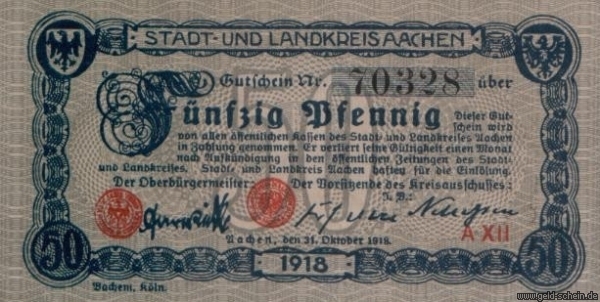 STADT- UND LANDKREIS AACHEN
Gutschein Nr. 70328 über
50
Fünfzig Pfennig
Dieser Gut-
schein wird
von allen öffentlichen Kassen des Stadt- und Landkreises Aachen
in Zahlung genommen. Er verliert seine Gültigkeit einen Monat
nach Aufkündigung in den öffentlichen Zeitungen des Stadt-
und Landkreises, Stadt- und Landkreis Aachen haften für die Einlösung.
Der Oberbürgermeister: Der Vorsitzende des Kreisausschusses:
J. V.:
A XII
Aachen, den 31. Oktober 1918.
50 1918 50
Bachem, Köln.
www.geld-schein.de